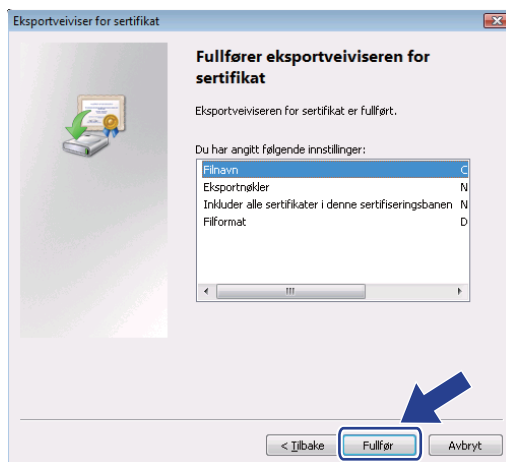 Eksportveiviser for sertifikat
Fullfører eksportveiviseren for
sertifikat
Eksportveiviseren for sertifikat er fullført.
Du har angitt følgende innstillinger:
Filnavn C
Eksportnøkler N
Inkluder alle sertifikater i denne sertifiseringsbanen N
Filformat D
< Tilbake Fullfør Avbryt